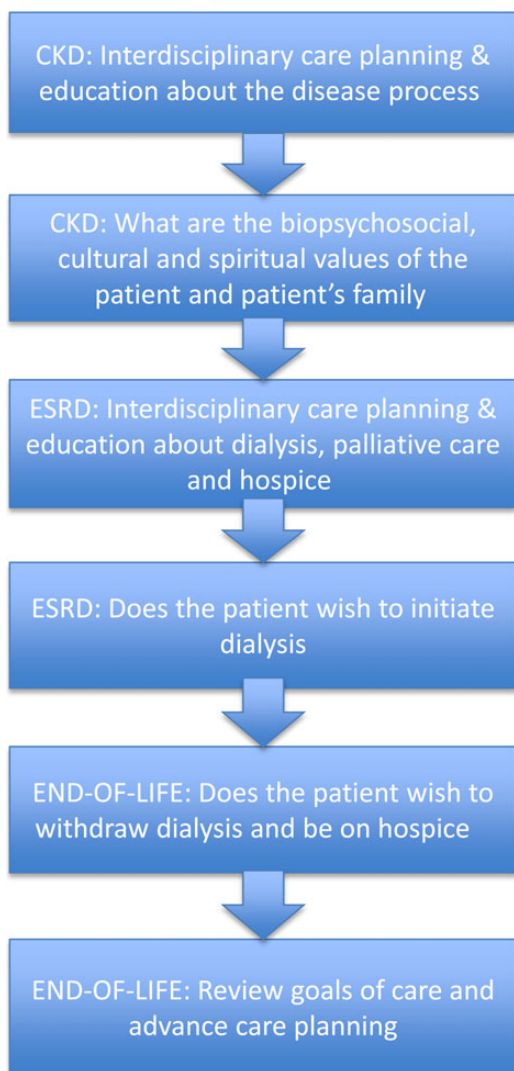 CKD: Interdisciplinary care planning &
education about the disease process
CKD: What are the biopsychosocial,
cultural and spiritual values of the
patient and patient’s family
ESRD: Interdisciplinary care planning &
education about dialysis, palliative care
and hospice
ESRD: Does the patient wish to initiate
dialysis
END-OF-LIFE: Does the patient wish to
withdraw dialysis and be on hospice
END-OF-LIFE: Review goals of care and
advance care planning